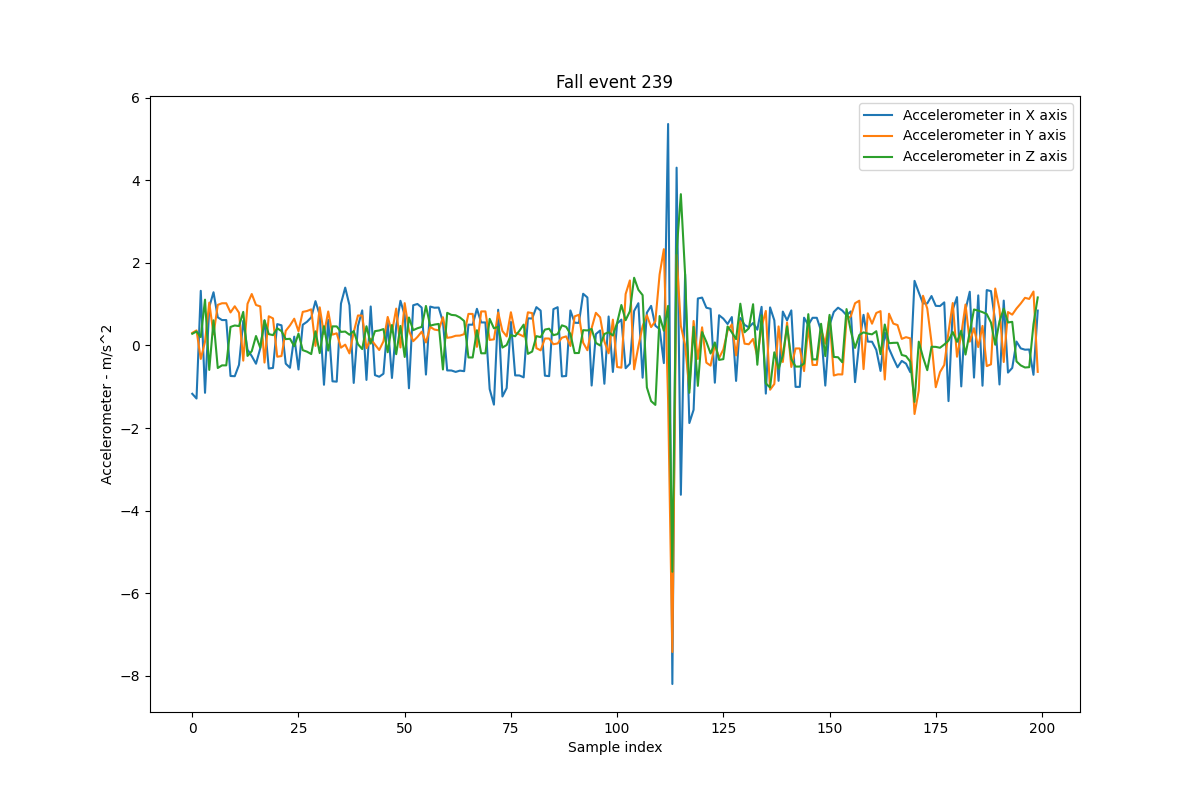 Fall event 239
Accelerometer in X axis
Accelerometer in Y axis
Accelerometer in Z axis
6
4
2
0
−2
−4
−6
−8
Accelerometer - m/s^2
0 25 50 75 100 125 150 175 200
Sample index